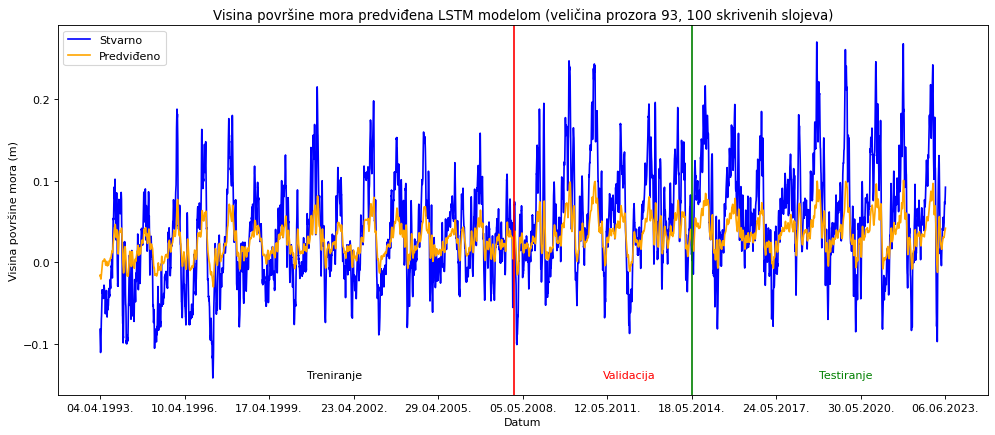 Visina površine mora predviđena LSTM modelom (veličina prozora 93, 100 skrivenih slojeva)
Stvarno
Predviđeno
Visina površine mora (m)
0.2
0.1
0.0
−0.1
Treniranje
Validacija
Testiranje
04.04.1993. 10.04.1996. 17.04.1999. 23.04.2002. 29.04.2005. 05.05.2008. 12.05.2011. 18.05.2014. 24.05.2017. 30.05.2020. 06.06.2023.
Datum